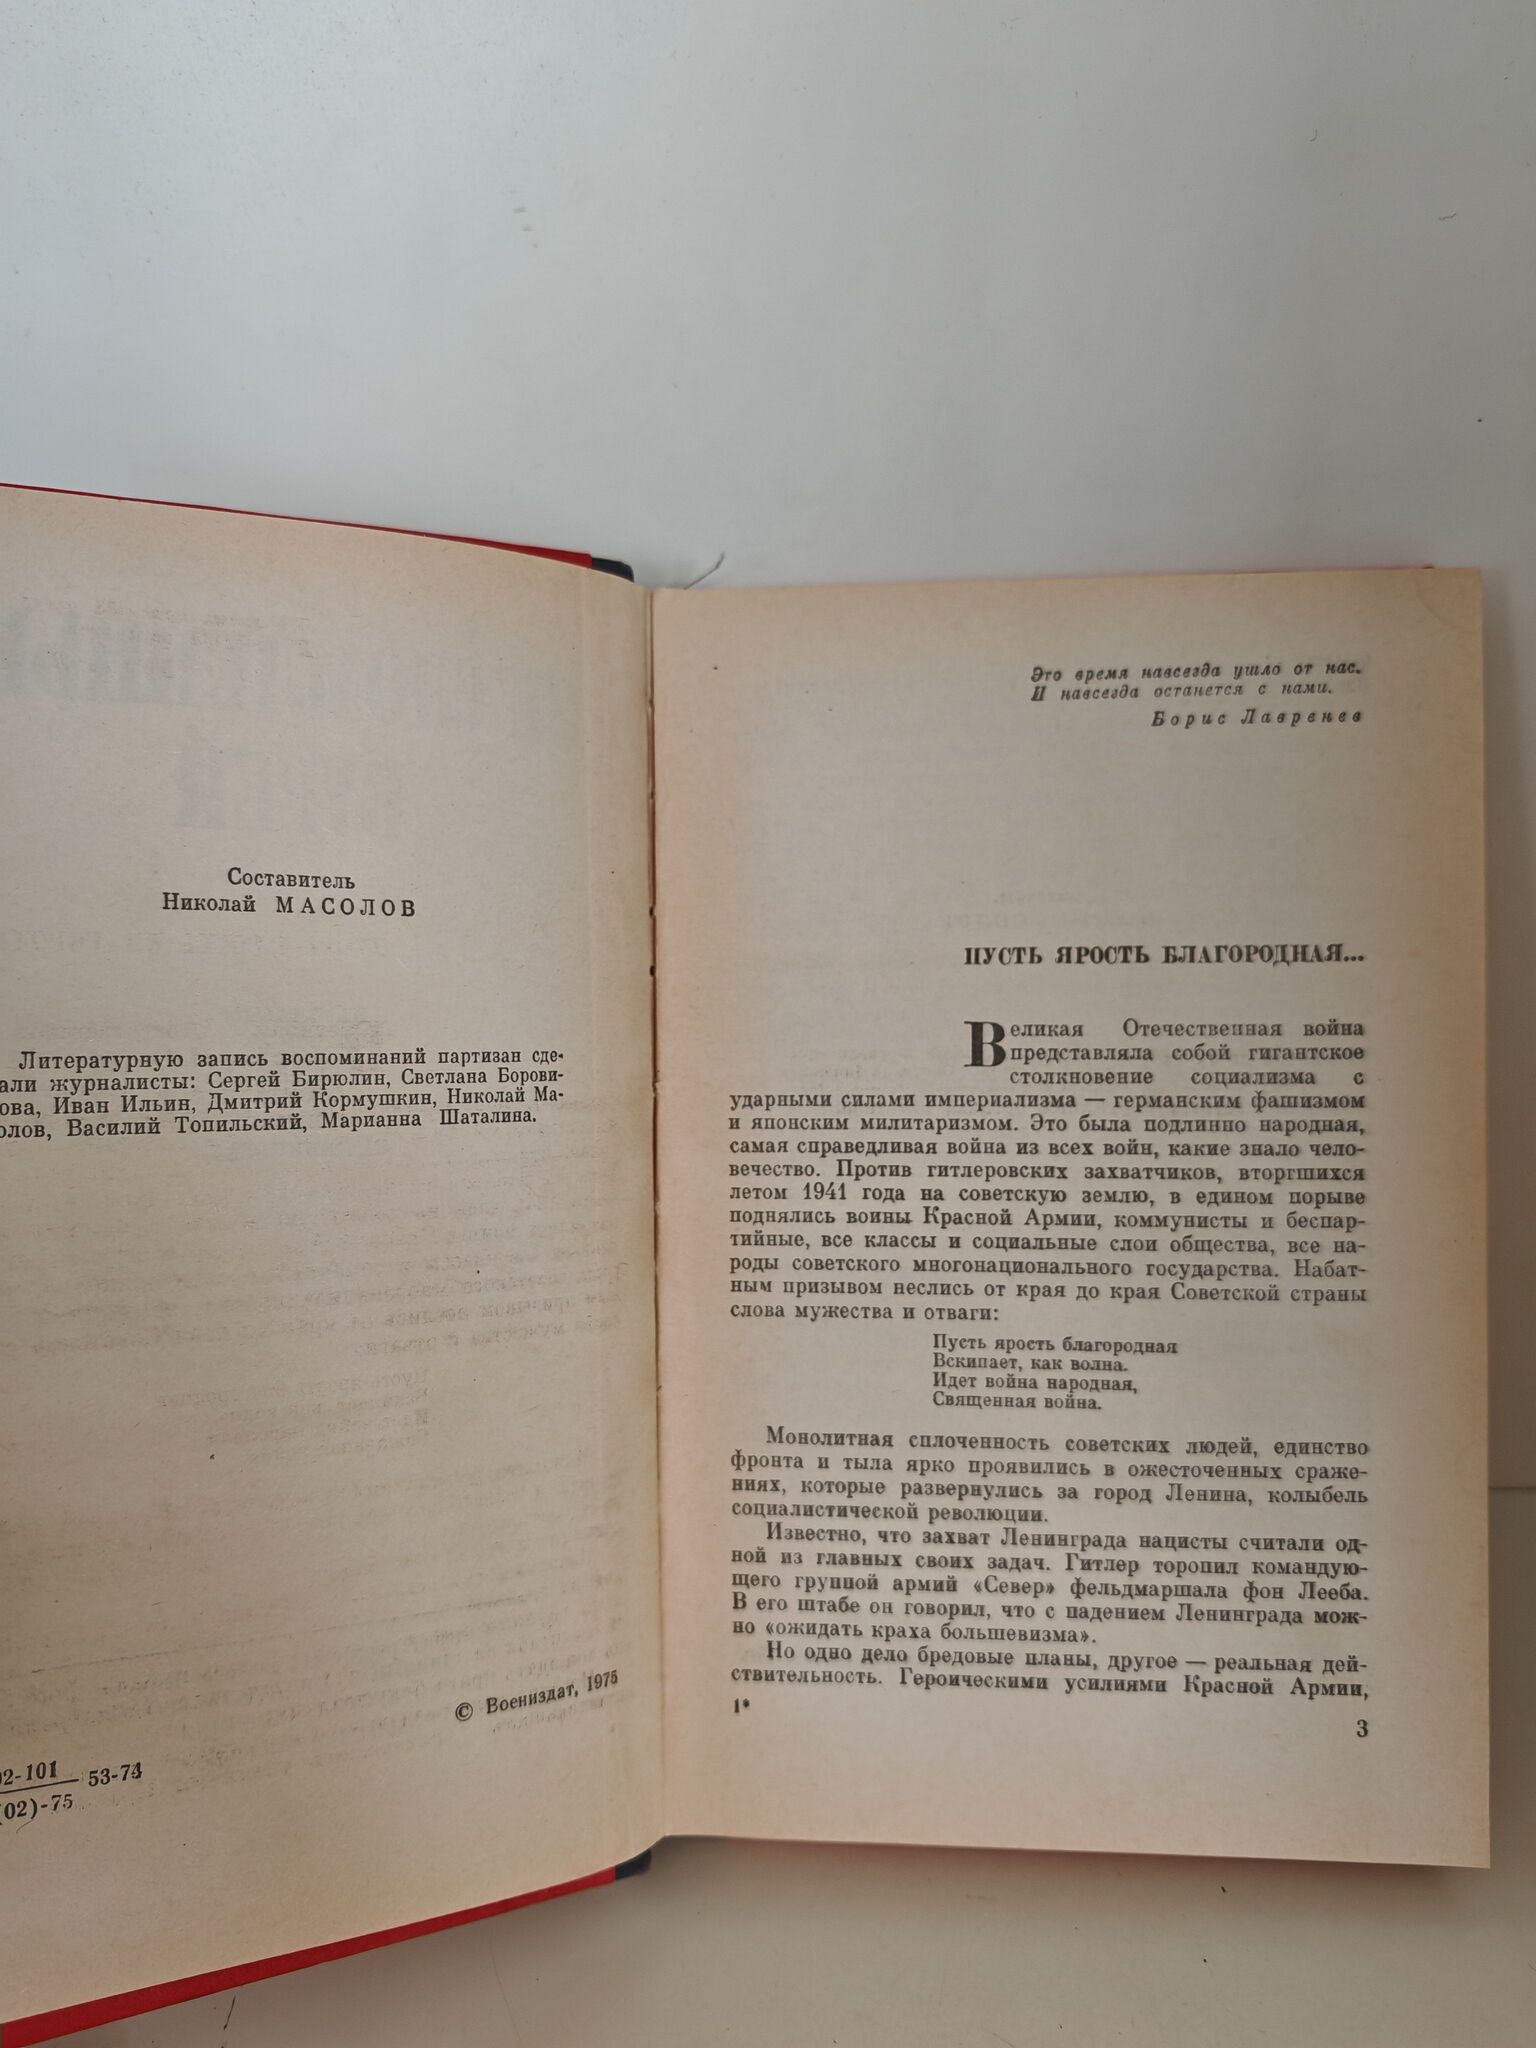 Составитель
Николай МАСОЛОВ
Литературную запись воспоминаний партизан сде-
али журналисты: Сергей Бирюлин, Светлана Борови-
ова, Иван Ильин, Дмитрий Кормушкин, Николай Ма-
олов, Василий Топильский, Марианна Шаталина.
© Воениздат, 1975
02-101
53-74
(02)-75
Это время навсегда ушло от нас.
И навсегда останется с нами.
Борис Лавренев
ПУСТЬ ЯРОСТЬ БЛАГОРОДНАЯ...
Великая Отечественная война
представляла собой гигантское
столкновение социализма с
ударными силами империализма — германским фашизмом
и японским милитаризмом. Это была подлинно народная,
самая справедливая война из всех войн, какие знало чело-
вечество. Против гитлеровских захватчиков, вторгшихся
летом 1941 года на советскую землю, в едином порыве
поднялись воины Красной Армии, коммунисты и беспар-
тийные, все классы и социальные слои общества, все на-
роды советского многонационального государства. Набат-
ным призывом неслись от края до края Советской страны
слова мужества и отваги:
Пусть ярость благородная
Вскипает, как волна.
Идет война народная,
Священная война.
Монолитная сплоченность советских людей, единство
фронта и тыла ярко проявились в ожесточенных сраже-
ниях, которые развернулись за город Ленина, колыбель
социалистической революции.
Известно, что захват Ленинграда нацисты считали од-
ной из главных своих задач. Гитлер торопил командую-
щего группой армий «Север» фельдмаршала фон Лееба.
В его штабе он говорил, что с падением Ленинграда мож-
но «ожидать краха большевизма».
Но одно дело бредовые планы, другое — реальная дей-
ствительность. Героическими усилиями Красной Армии,
1*
3